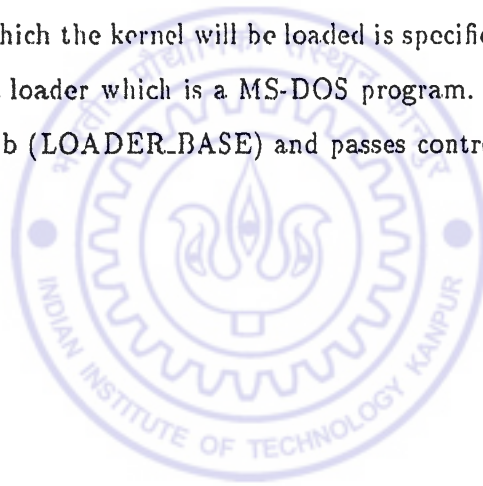 hich the kernel will be loaded is specifie
loader which is a MS-DOS program.
b (LOADER_BASE) and passes contro
INDIAN INSTITUTE OF TECHNOLOGY KANPUR